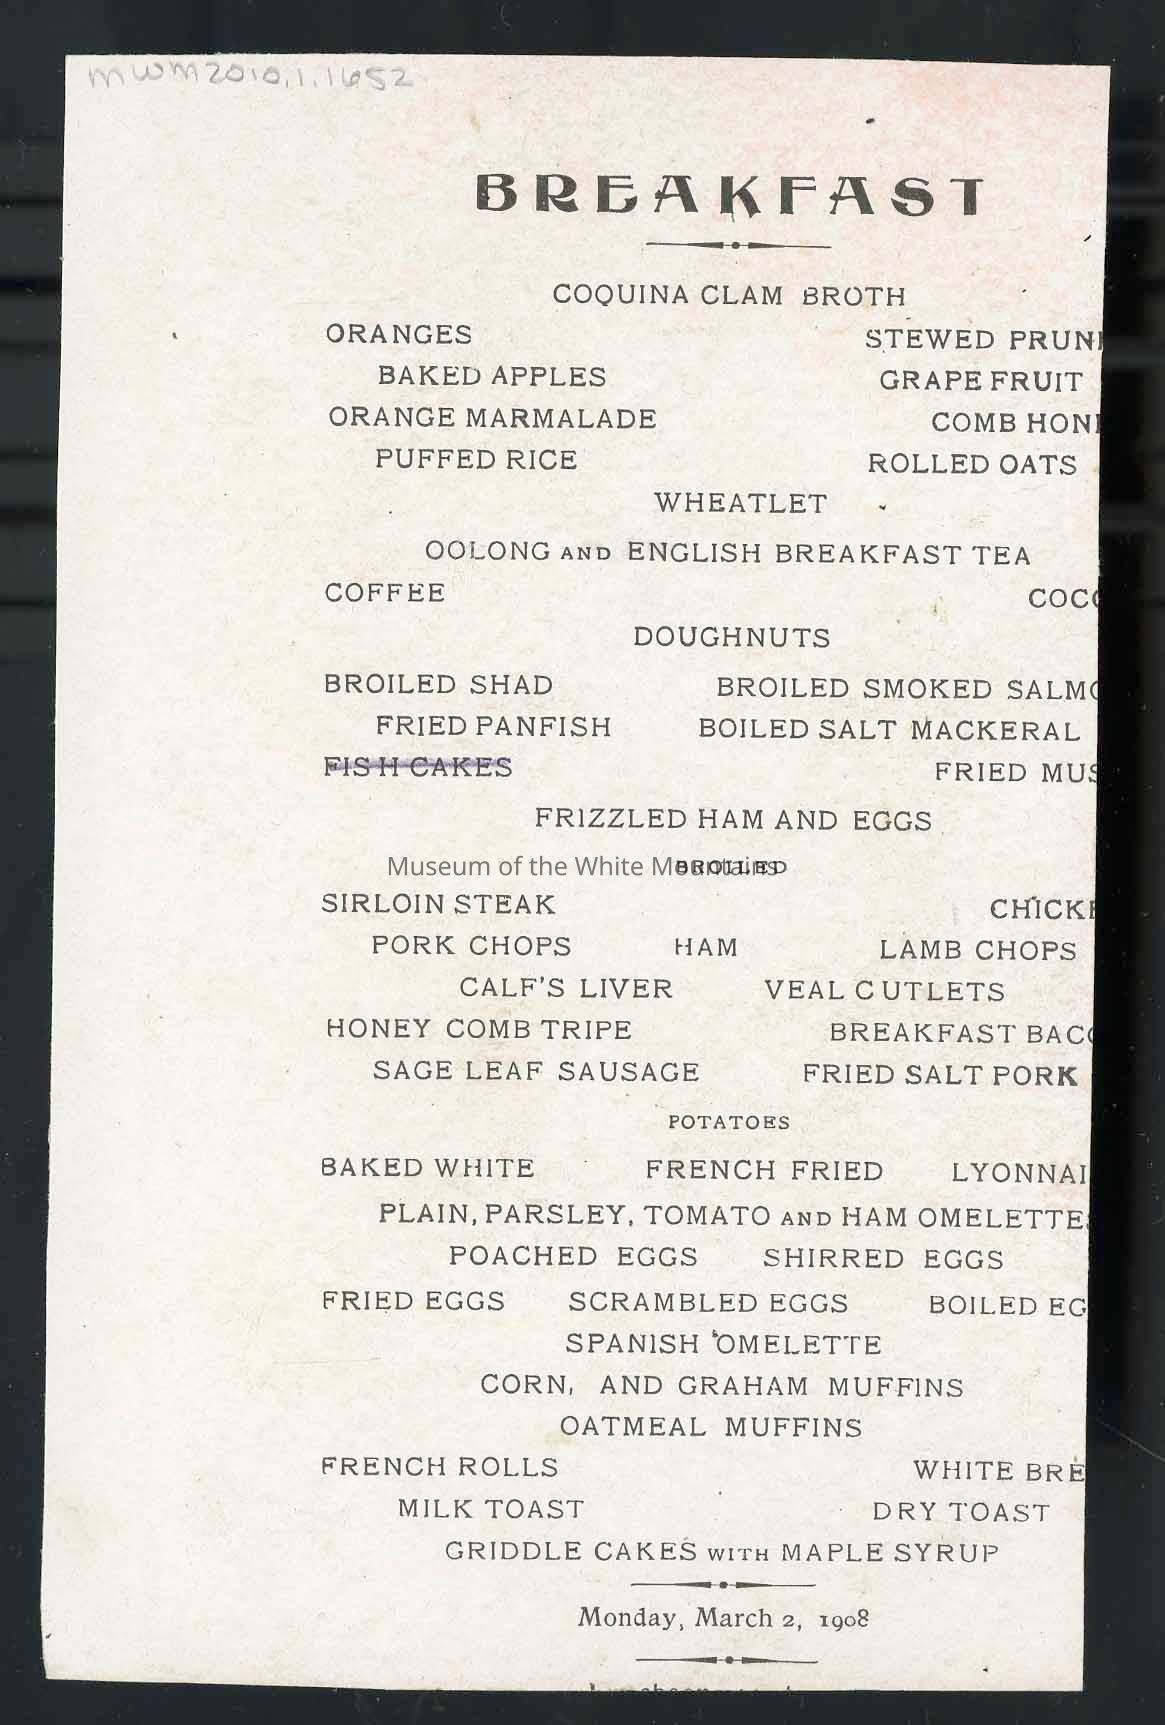 MWM2010.1.1652
BREAKFAST
COQUINA CLAM BROTH
ORANGES STEWED PRUN
BAKED APPLES GRAPE FRUIT
ORANGE MARMALADE COMB HON
PUFFED RICE ROLLED OATS
WHEATLET
OOLONG AND ENGLISH BREAKFAST TEA
COFFEE COC
DOUGHNUTS
BROILED SHAD BROILED SMOKED SALM
FRIED PANFISH BOILED SALT MACKERAL
FISH CAKES FRIED MUS
FRIZZLED HAM AND EGGS
Museum of the White Mountains
BROILED
SIRLOIN STEAK CHICK
PORK CHOPS HAM LAMB CHOPS
CALF'S LIVER VEAL CUTLETS
HONEY COMB TRIPE BREAKFAST BAC
SAGE LEAF SAUSAGE FRIED SALT PORK
POTATOES
BAKED WHITE FRENCH FRIED LYONNAI
PLAIN, PARSLEY, TOMATO AND HAM OMELETTE
POACHED EGGS SHIRRED EGGS
FRIED EGGS SCRAMBLED EGGS BOILED EG
SPANISH OMELETTE
CORN, AND GRAHAM MUFFINS
OATMEAL MUFFINS
FRENCH ROLLS WHITE BRE
MILK TOAST DRY TOAST
GRIDDLE CAKES WITH MAPLE SYRUP
Monday, March 2, 1908